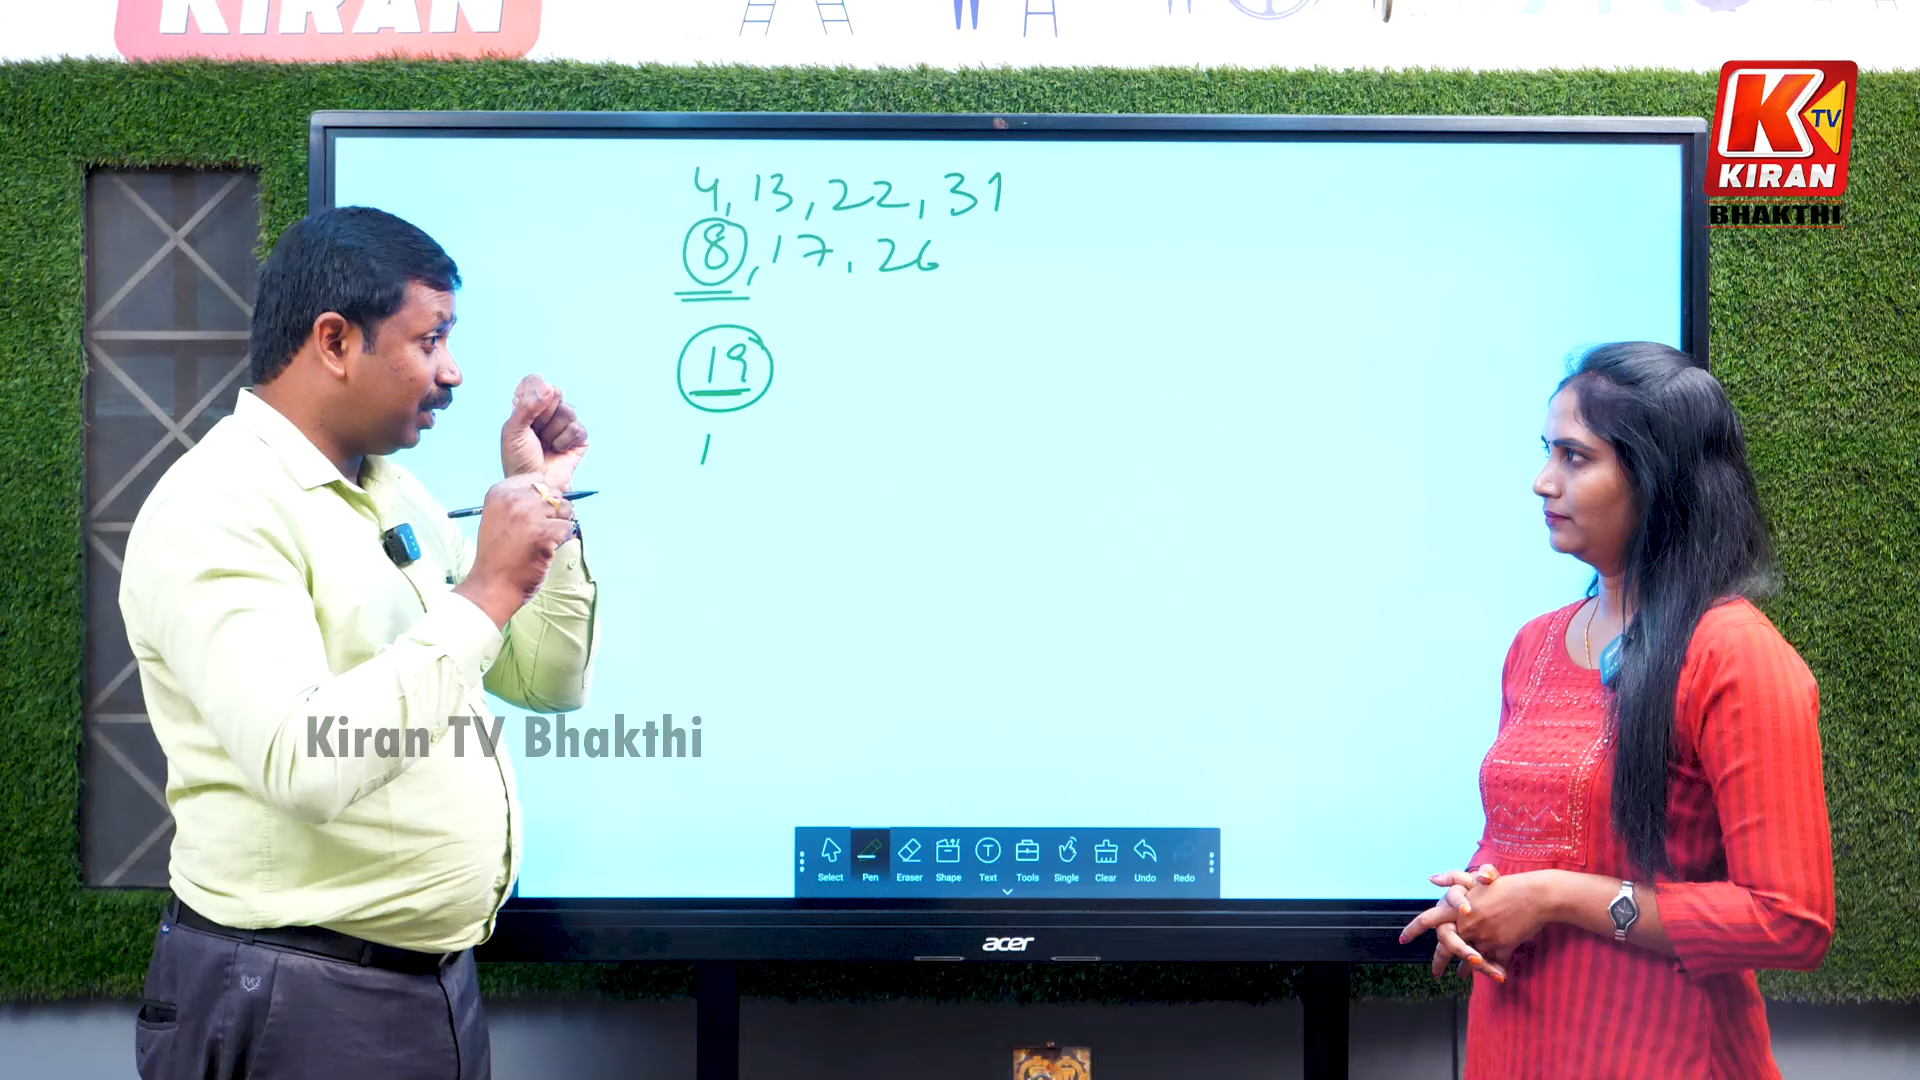 KIRAN
K TV
KIRAN
BHAKTHI
4, 13, 22, 31
8, 17, 26
19
1
Kiran TV Bhakthi
Select Pen Eraser Shape Text Tools Single Clear Undo Redo
acer